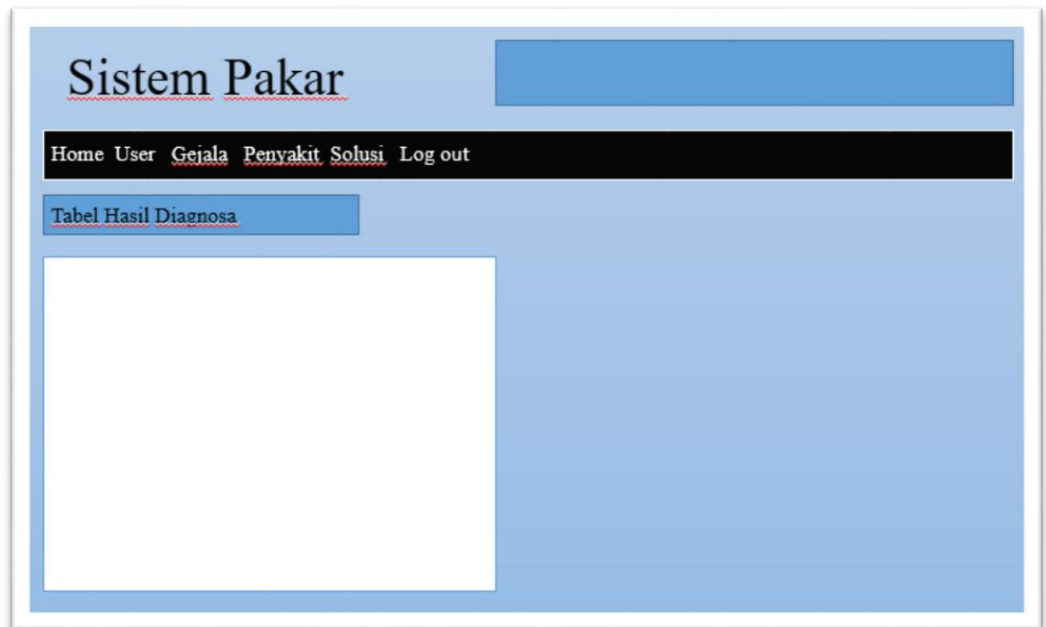 Sistem Pakar
Home User Gejala Penyakit Solusi Log out
Tabel Hasil Diagnosa